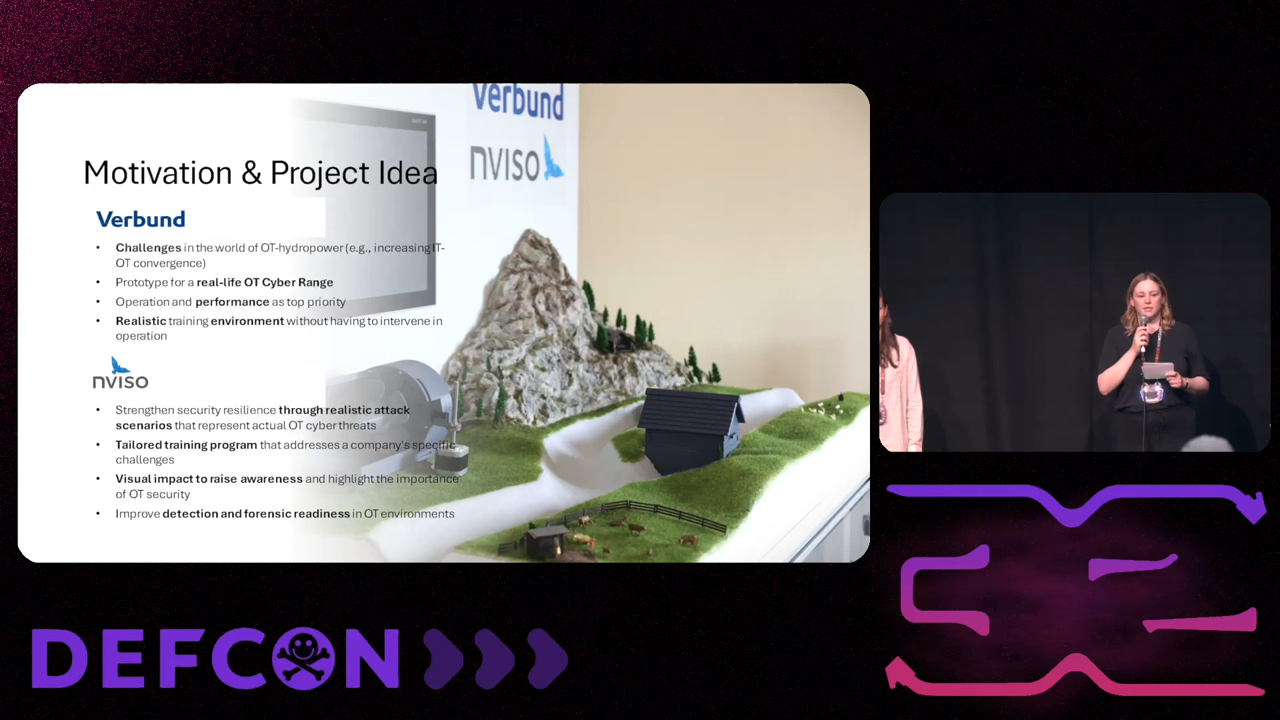 Verbund
nviso
Motivation & Project Idea
Verbund
• Challenges in the world of OT-hydropower (e.g., increasing IT-
OT convergence)
• Prototype for a real-life OT Cyber Range
• Operation and performance as top priority
• Realistic training environment without having to intervene in
operation
nviso
• Strengthen security resilience through realistic attack
scenarios that represent actual OT cyber threats
• Tailored training program that addresses a company's specific
challenges
• Visual impact to raise awareness and highlight the importance
of OT security
• Improve detection and forensic readiness in OT environments
DEFCON